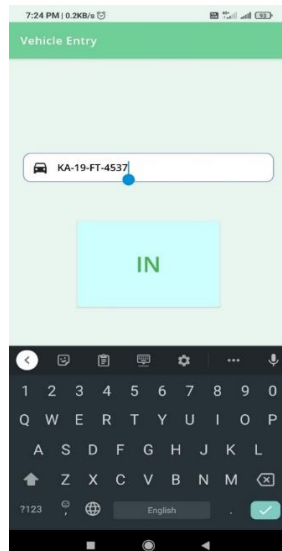 7:24 PM | 0.2KB/s
Vehicle Entry
KA-19-FT-4537
IN
1 2 3 4 5 6 7 8 9 0
Q W E R T Y U I O P
A S D F G H J K L
Z X C V B N M
?123 , English .